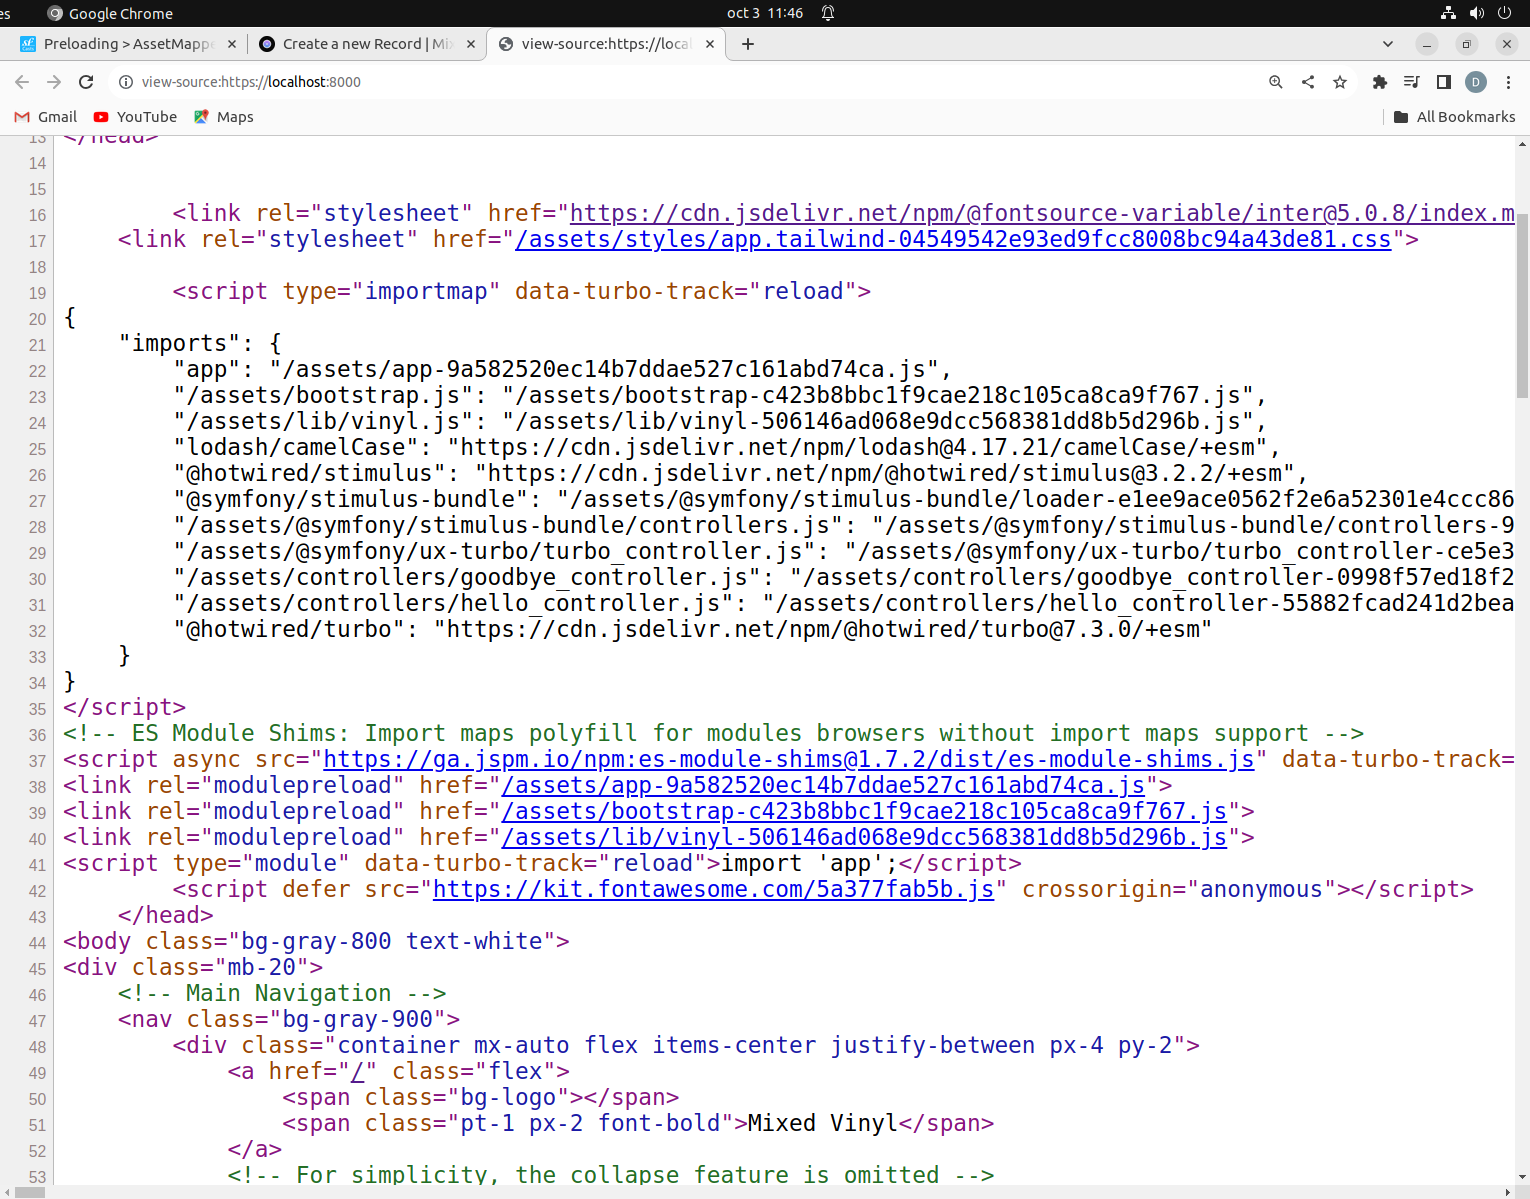 es
Google Chrome
oct 3 11:46
Preloading > AssetMappe
Create a new Record | Mix
view-source:https://local
view-source:https://localhost:8000
D
Gmail
YouTube
Maps
All Bookmarks
13 </head>
14
15
16 <link rel="stylesheet" href="https://cdn.jsdelivr.net/npm/@fontsource-variable/inter@5.0.8/index.m
17 <link rel="stylesheet" href="/assets/styles/app.tailwind-04549542e93ed9fcc8008bc94a43de81.css">
18
19 <script type="importmap" data-turbo-track="reload">
20 {
21 "imports": {
22 "app": "/assets/app-9a582520ec14b7ddae527c161abd74ca.js",
23 "/assets/bootstrap.js": "/assets/bootstrap-c423b8bbc1f9cae218c105ca8ca9f767.js",
24 "/assets/lib/vinyl.js": "/assets/lib/vinyl-506146ad068e9dcc568381dd8b5d296b.js",
25 "lodash/camelCase": "https://cdn.jsdelivr.net/npm/lodash@4.17.21/camelCase/+esm",
26 "@hotwired/stimulus": "https://cdn.jsdelivr.net/npm/@hotwired/stimulus@3.2.2/+esm",
27 "@symfony/stimulus-bundle": "/assets/@symfony/stimulus-bundle/loader-e1ee9ace0562f2e6a52301e4ccc86
28 "/assets/@symfony/stimulus-bundle/controllers.js": "/assets/@symfony/stimulus-bundle/controllers-9
29 "/assets/@symfony/ux-turbo/turbo_controller.js": "/assets/@symfony/ux-turbo/turbo_controller-ce5e3
30 "/assets/controllers/goodbye_controller.js": "/assets/controllers/goodbye_controller-0998f57ed18f2
31 "/assets/controllers/hello_controller.js": "/assets/controllers/hello_controller-55882fcad241d2bea
32 "@hotwired/turbo": "https://cdn.jsdelivr.net/npm/@hotwired/turbo@7.3.0/+esm"
33 }
34 }
35 </script>
36 <!-- ES Module Shims: Import maps polyfill for modules browsers without import maps support -->
37 <script async src="https://ga.jspm.io/npm:es-module-shims@1.7.2/dist/es-module-shims.js" data-turbo-track=
38 <link rel="modulepreload" href="/assets/app-9a582520ec14b7ddae527c161abd74ca.js">
39 <link rel="modulepreload" href="/assets/bootstrap-c423b8bbc1f9cae218c105ca8ca9f767.js">
40 <link rel="modulepreload" href="/assets/lib/vinyl-506146ad068e9dcc568381dd8b5d296b.js">
41 <script type="module" data-turbo-track="reload">import 'app';</script>
42 <script defer src="https://kit.fontawesome.com/5a377fab5b.js" crossorigin="anonymous"></script>
43 </head>
44 <body class="bg-gray-800 text-white">
45 <div class="mb-20">
46 <!-- Main Navigation -->
47 <nav class="bg-gray-900">
48 <div class="container mx-auto flex items-center justify-between px-4 py-2">
49 <a href="/" class="flex">
50 <span class="bg-logo"></span>
51 <span class="pt-1 px-2 font-bold">Mixed Vinyl</span>
52 </a>
53 <!-- For simplicity, the collapse feature is omitted -->